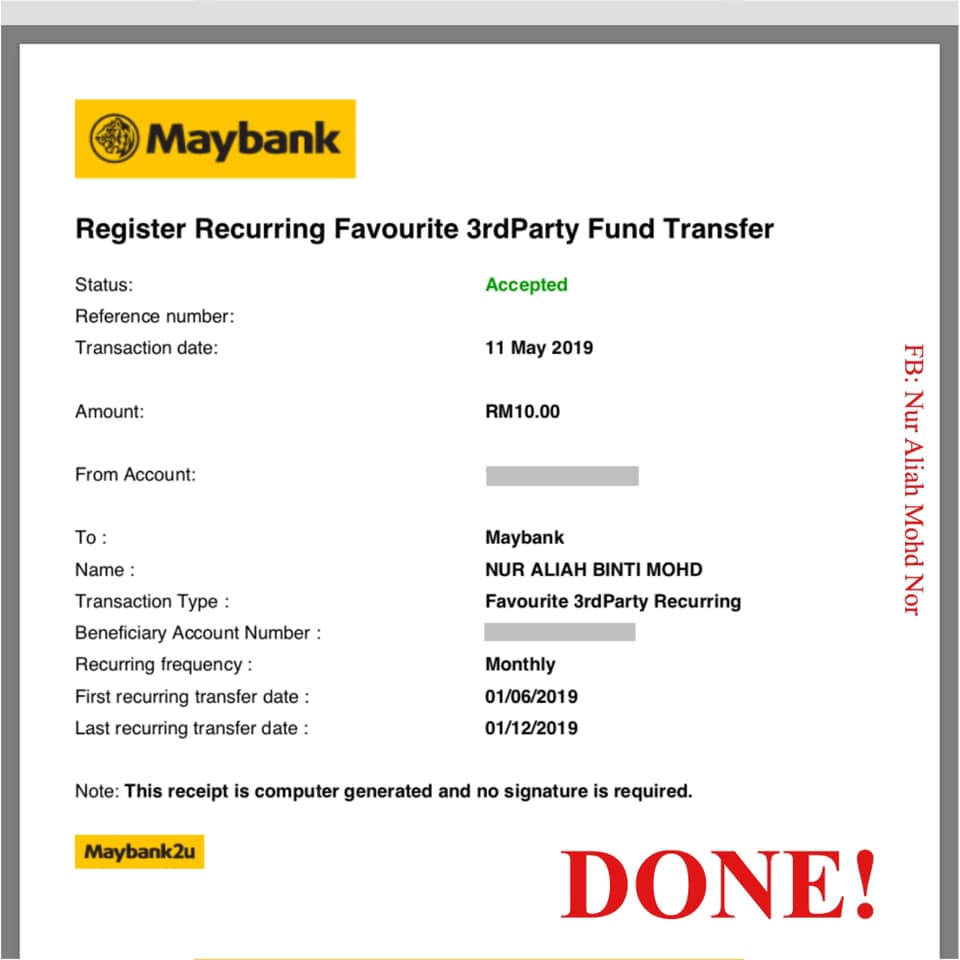 Maybank
Register Recurring Favourite 3rdParty Fund Transfer
Status: Accepted
Reference number:
Transaction date: 11 May 2019
Amount: RM10.00
From Account:
To : Maybank
Name : NUR ALIAH BINTI MOHD
Transaction Type : Favourite 3rdParty Recurring
Beneficiary Account Number :
Recurring frequency : Monthly
First recurring transfer date : 01/06/2019
Last recurring transfer date : 01/12/2019
Note: This receipt is computer generated and no signature is required.
Maybank2u
DONE!
FB: Nur Aliah Mohd Nor